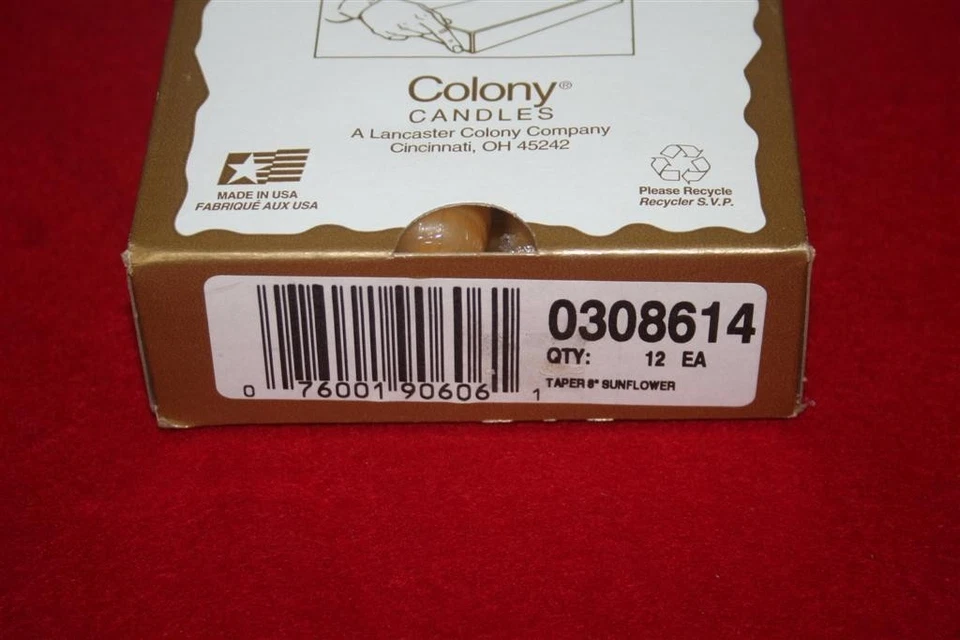 Colony®
CANDLES
A Lancaster Colony Company
Cincinnati, OH 45242
MADE IN USA
FABRIQUÉ AUX USA
Please Recycle
Recycler S.V.P.
0 76001 90606 1
0308614
QTY: 12 EA
TAPER 8" SUNFLOWER